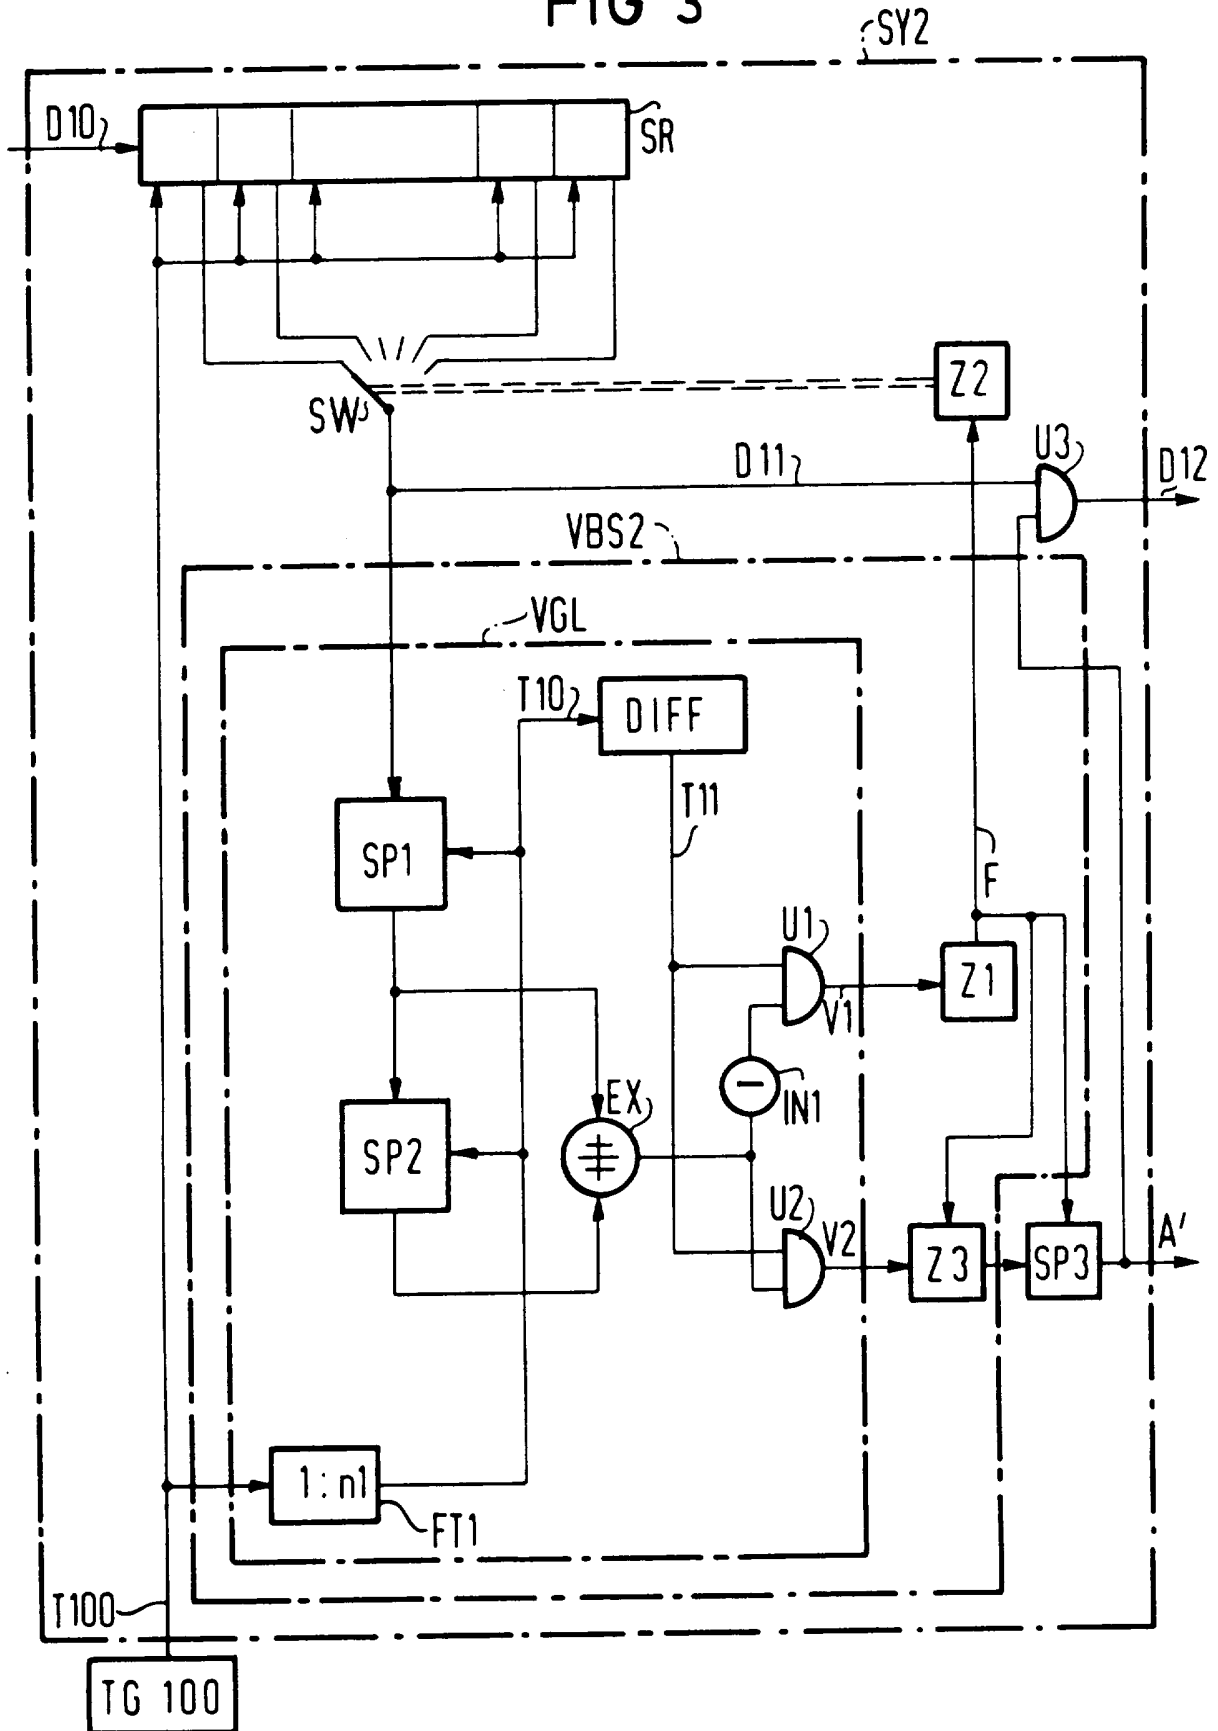 FIG 3
SY2
D10
SR
Z2
SW
U3
D11
D12
VBS2
VGL
T10
DIFF
T11
SP1
F
U1
Z1
V1
EX
IN1
SP2
U2
V2
A'
Z3
SP3
1:n1
FT1
T100
TG 100